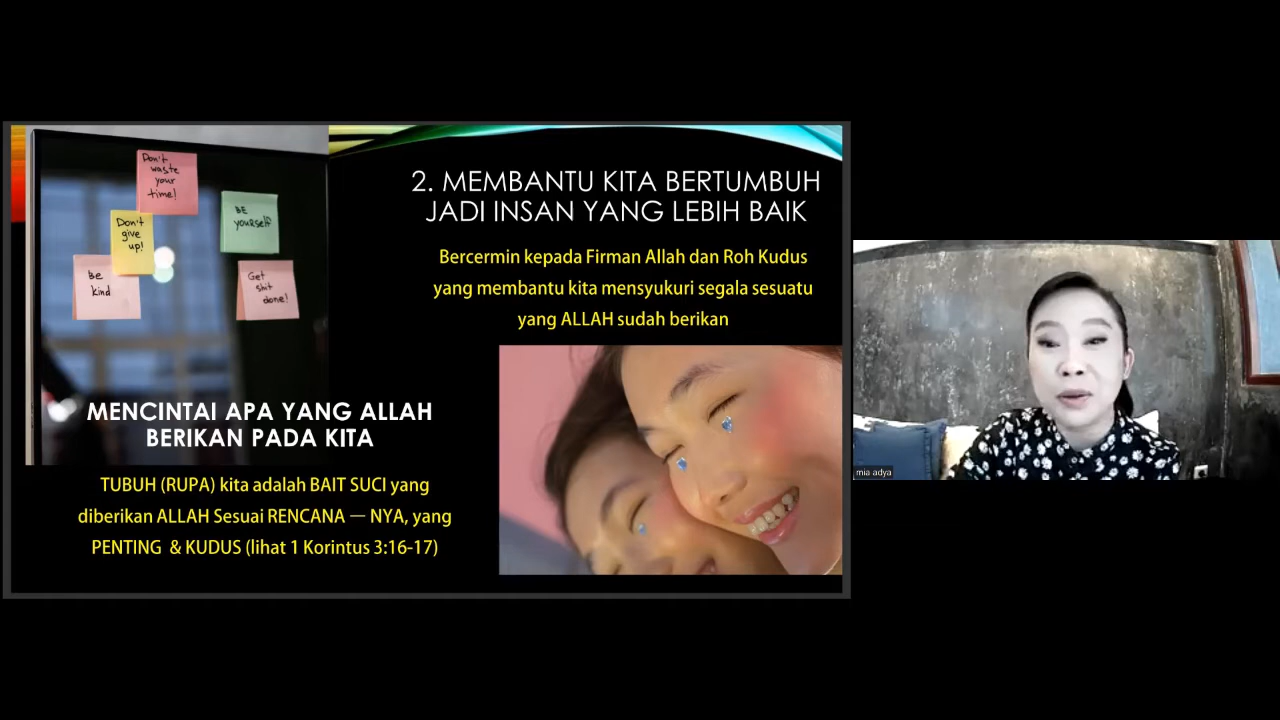 Don't
waste
your
time!
BE
yourself
Don't
give
up!
Be
kind
Get
shit
done!
MENCINTAI APA YANG ALLAH
BERIKAN PADA KITA
TUBUH (RUPA) kita adalah BAIT SUCI yang
diberikan ALLAH Sesuai RENCANA — NYA, yang
PENTING & KUDUS (lihat 1 Korintus 3:16-17)
2. MEMBANTU KITA BERTUMBUH
JADI INSAN YANG LEBIH BAIK
Bercermin kepada Firman Allah dan Roh Kudus
yang membantu kita mensyukuri segala sesuatu
yang ALLAH sudah berikan
mia adya